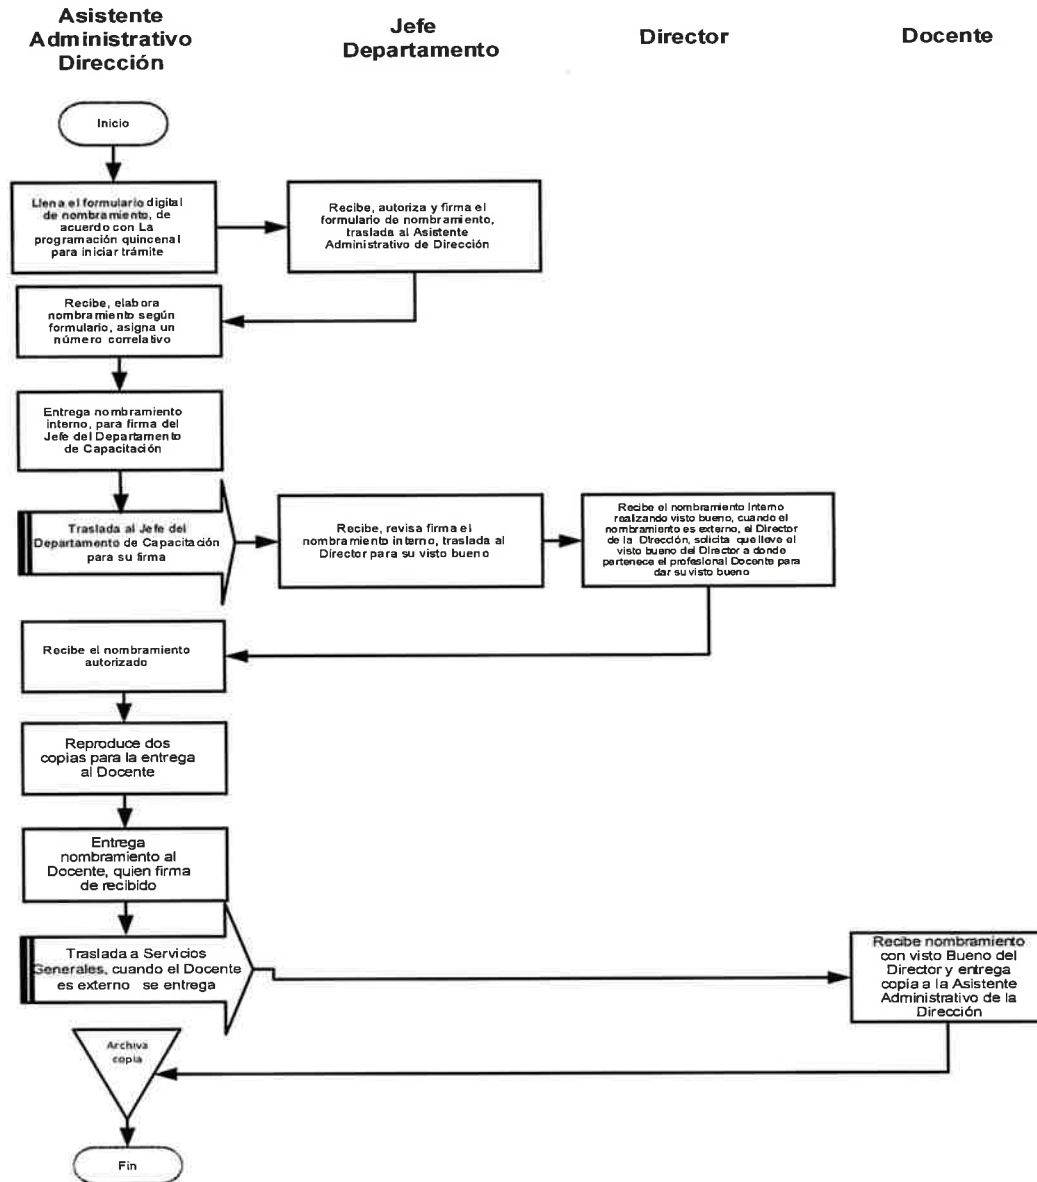 Asistente
Administrativo
Dirección
Jefe
Departamento
Director
Docente
Inicio
Llena el formulario digital
de nombramiento, de
acuerdo con La
programación quincenal
para iniciar trámite
Recibe, autoriza y firma el
formulario de nombramiento,
traslada al Asistente
Administrativo de Dirección
Recibe, elabora
nombramiento según
formulario, asigna un
número correlativo
Entrega nombramiento
interno, para firma del
Jefe del Departamento
de Capacitación
Traslada al Jefe del
Departamento de Capacitación
para su firma
Recibe, revisa firma el
nombramiento interno, traslada
al Director para su visto bueno
Recibe el nombramiento Interno
realizando visto bueno, cuando el
nombramiento es externo, el Director
de la Dirección, solicita que lleve el
visto bueno del Director a donde
pertenece el profesional Docente para
dar su visto bueno
Recibe el nombramiento
autorizado
Reproduce dos
copias para la entrega
al Docente
Entrega
nombramiento al
Docente, quien firma
de recibido
Traslada a Servicios
Generales, cuando el Docente
es externo se entrega
Recibe nombramiento
con visto Bueno del
Director y entrega
copia a la Asistente
Administrativo de la
Dirección
Archiva
copia
Fin